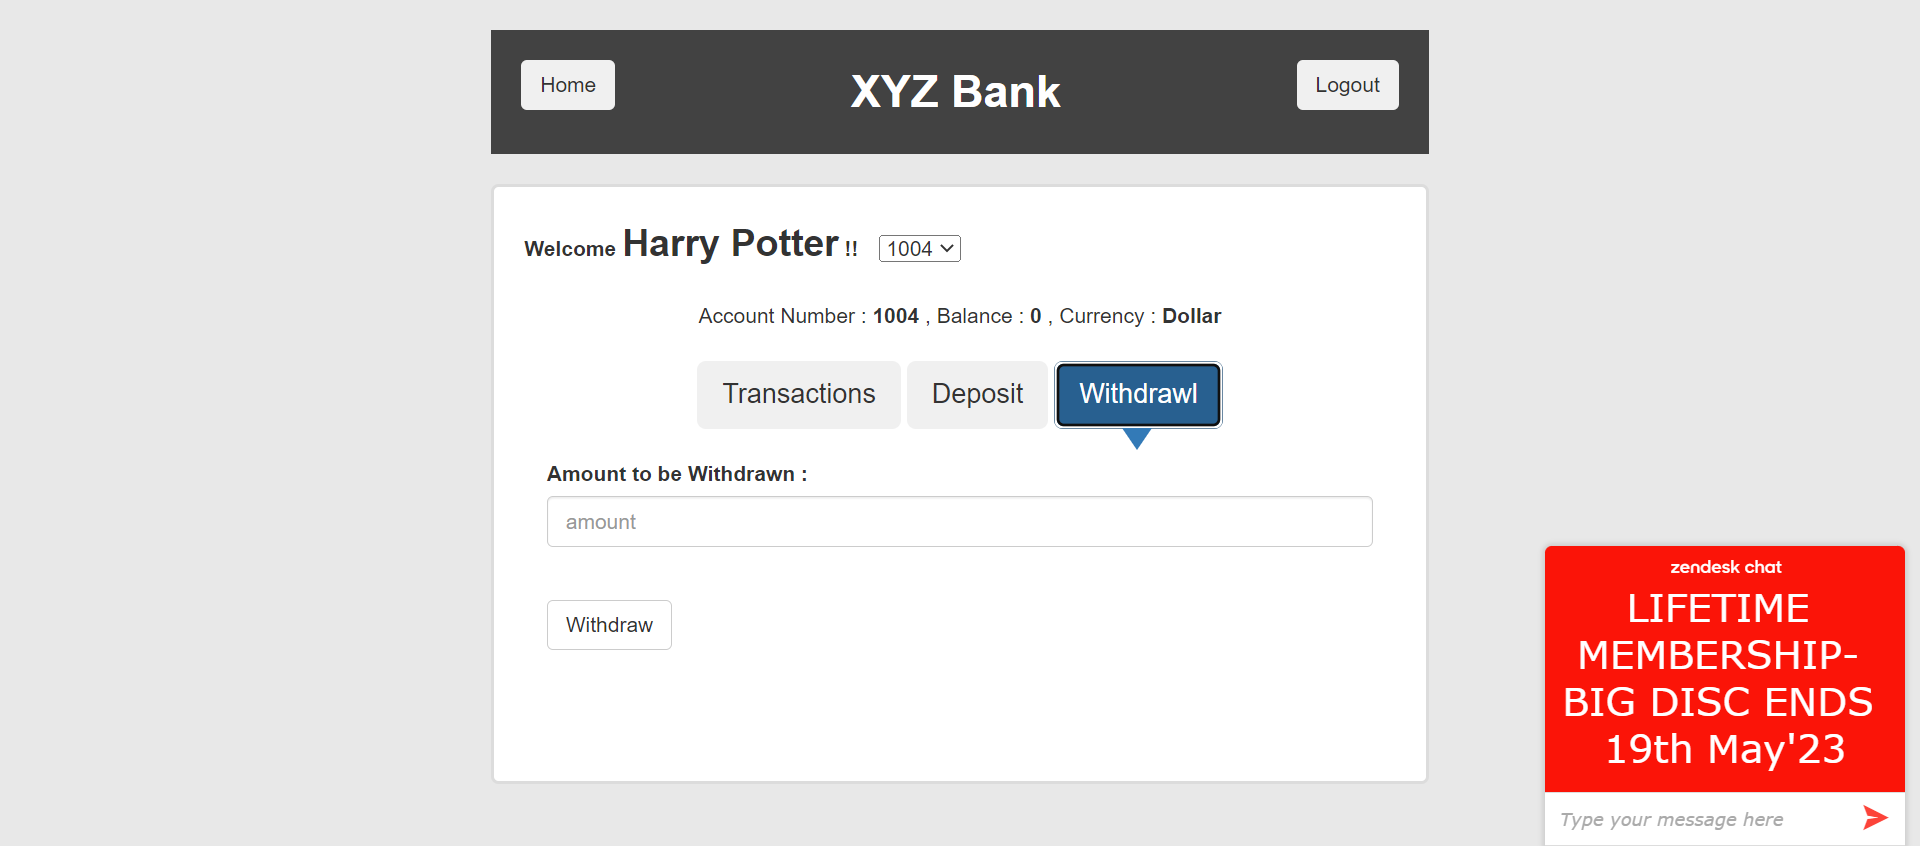 Home
XYZ Bank
Logout
Welcome Harry Potter !! 1004
Account Number : 1004 , Balance : 0 , Currency : Dollar
Transactions
Deposit
Withdrawl
Amount to be Withdrawn :
amount
Withdraw
zendesk chat
LIFETIME
MEMBERSHIP-
BIG DISC ENDS
19th May'23
Type your message here